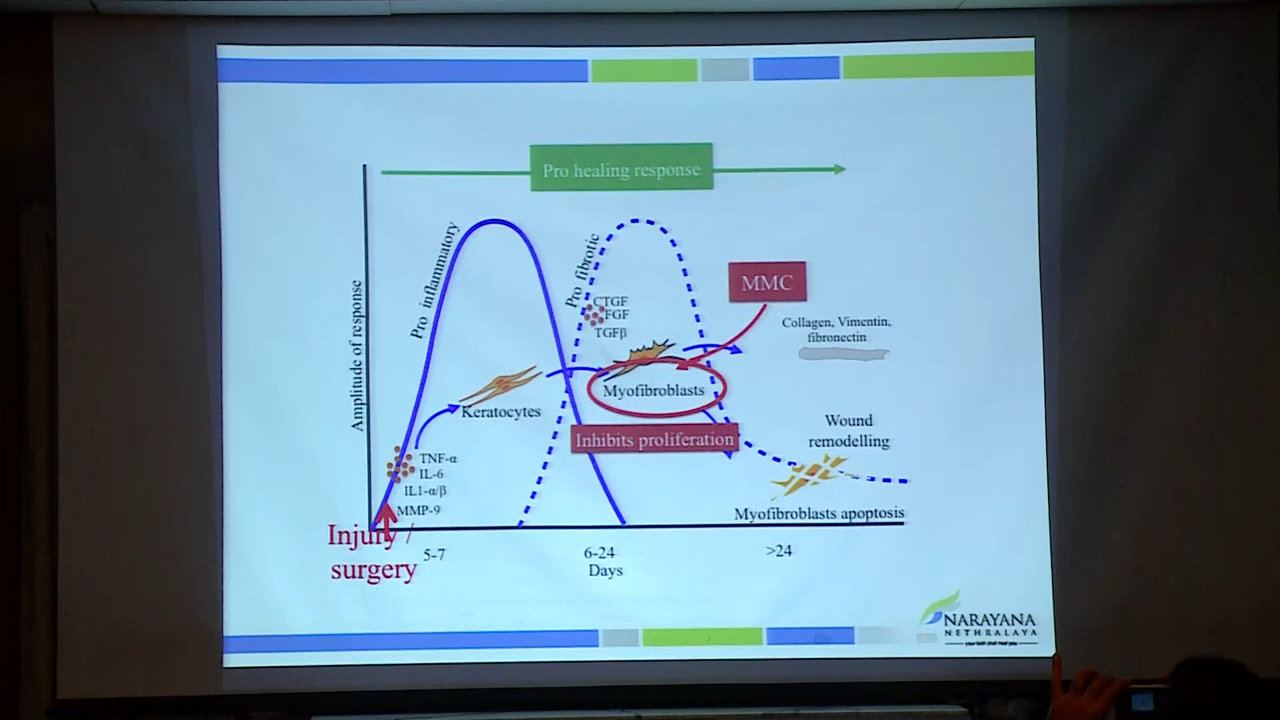 Pro healing response
Amplitude of response
Pro inflammatory
Pro fibrotic
MMC
CTGF
FGF
TGFβ
Collagen, Vimentin,
fibronectin
Keratocytes
Myofibroblasts
Inhibits proliferation
Wound
remodelling
TNF-α
IL-6
IL1-α/β
MMP-9
Myofibroblasts apoptosis
Injury /
surgery
5-7
6-24
>24
Days
NARAYANA
NETHRALAYA